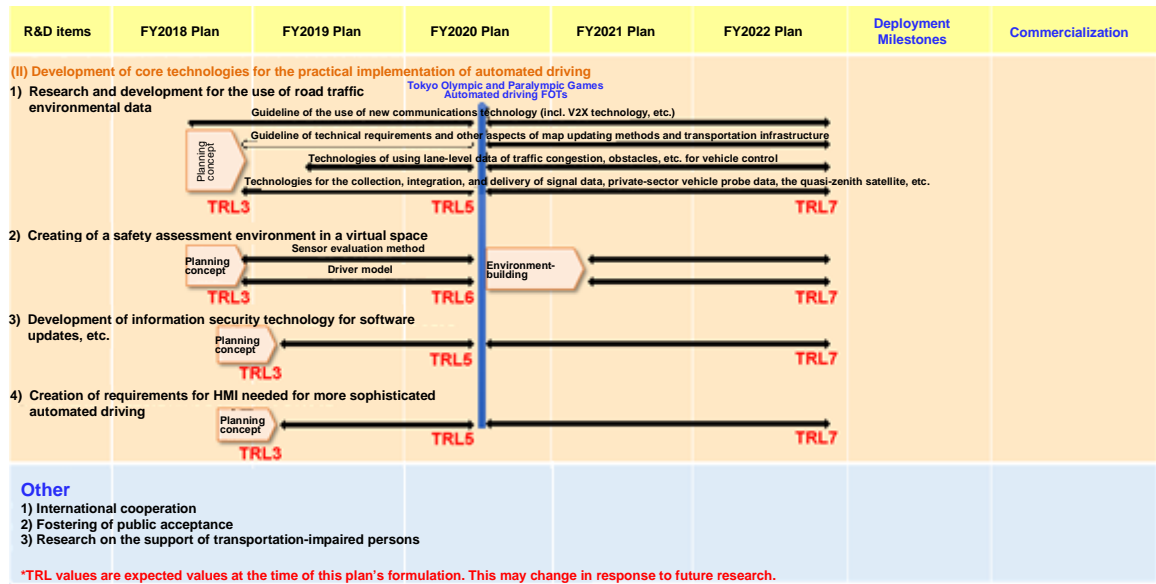 R&D items
FY2018 Plan
FY2019 Plan
FY2020 Plan
FY2021 Plan
FY2022 Plan
Deployment
Milestones
Commercialization
(II) Development of core technologies for the practical implementation of automated driving
Tokyo Olympic and Paralympic Games
Automated driving FOTs
1) Research and development for the use of road traffic
environmental data
Guideline of the use of new communications technology (incl. V2X technology, etc.)
Guideline of technical requirements and other aspects of map updating methods and transportation infrastructure
Planning
concept
Technologies of using lane-level data of traffic congestion, obstacles, etc. for vehicle control
Technologies for the collection, integration, and delivery of signal data, private-sector vehicle probe data, the quasi-zenith satellite, etc.
TRL3
TRL5
TRL7
2) Creating of a safety assessment environment in a virtual space
Sensor evaluation method
Planning
concept
Driver model
Environment-
building
TRL3
TRL6
TRL7
3) Development of information security technology for software
updates, etc.
Planning
concept
TRL3
TRL5
TRL7
4) Creation of requirements for HMI needed for more sophisticated
automated driving
Planning
concept
TRL3
TRL5
TRL7
Other
1) International cooperation
2) Fostering of public acceptance
3) Research on the support of transportation-impaired persons
*TRL values are expected values at the time of this plan's formulation. This may change in response to future research.